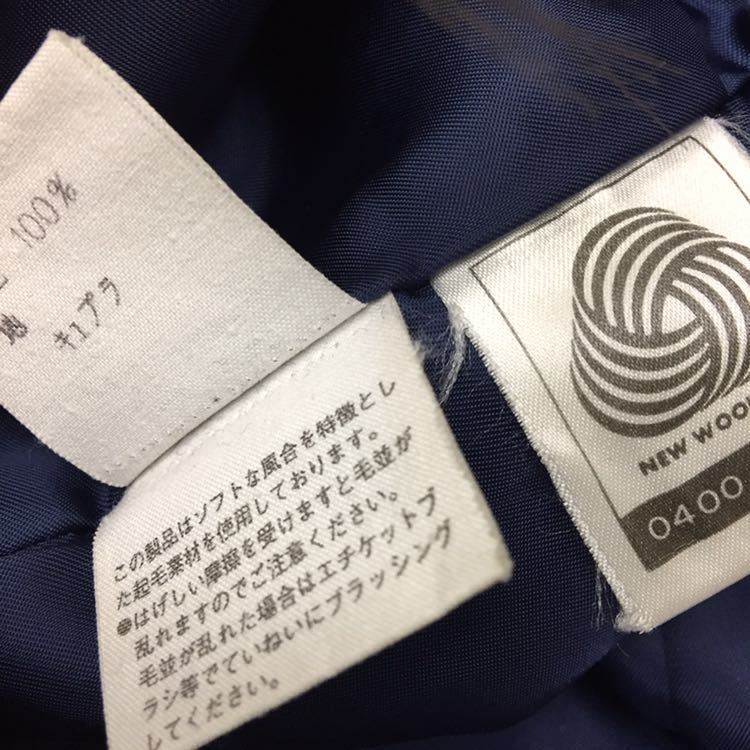 100%
地
キュプラ
この製品はソフトな風合を特徴とし
た起毛素材を使用しております。
●はげしい摩擦を受けますと毛並が
乱れますのでご注意ください。
毛並が乱れた場合はエチケットブ
ラシ等でていねいにブラッシング
してください。
NEW WOOL
0400